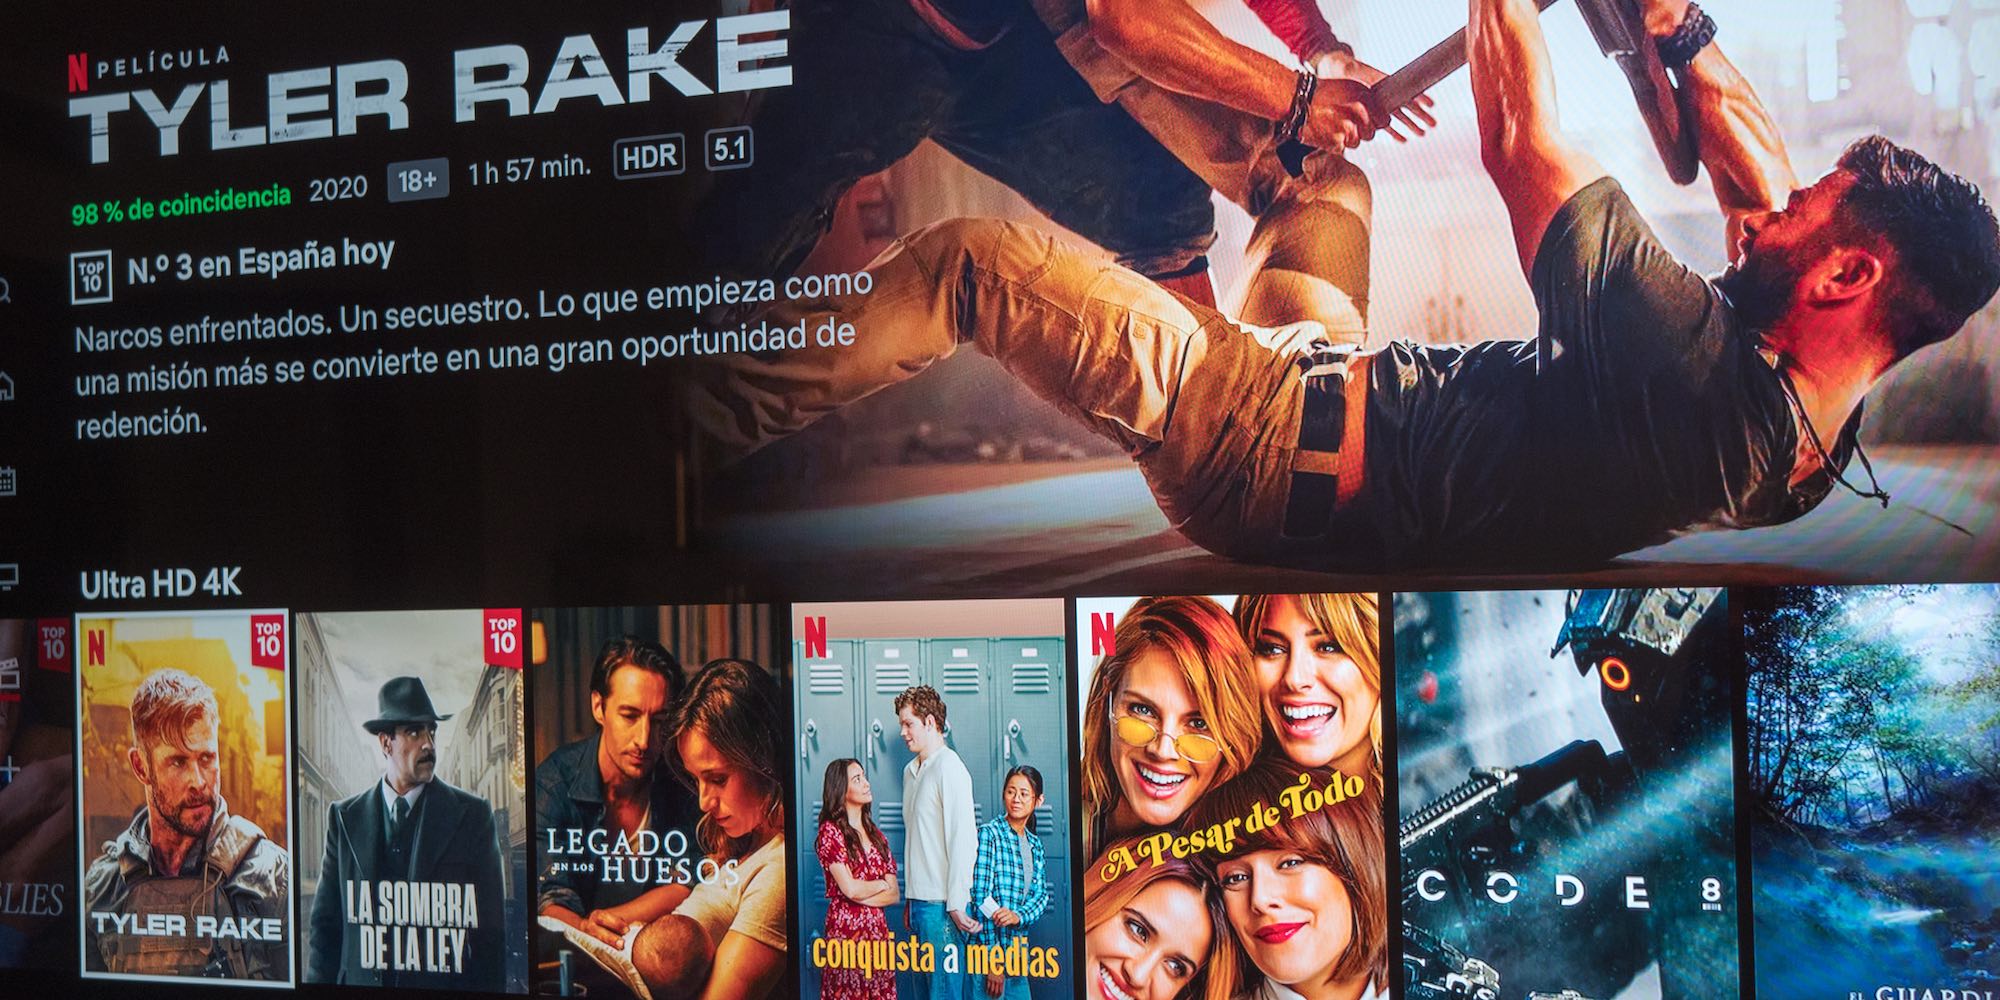 N PELÍCULA
TYLER RAKE
98 % de coincidencia 2020 18+ 1 h 57 min. HDR 5.1
TOP 10 N.º 3 en España hoy
Narcos enfrentados. Un secuestro. Lo que empieza como
una misión más se convierte en una gran oportunidad de
redención.
Ultra HD 4K
TOP
10
N
TOP
10
TYLER RAKE
TOP
10
LA SOMBRA
DE LA LEY
LEGADO
EN LOS HUESOS
N
conquista a medias
N
A Pesar de Todo
CODE 8
EL